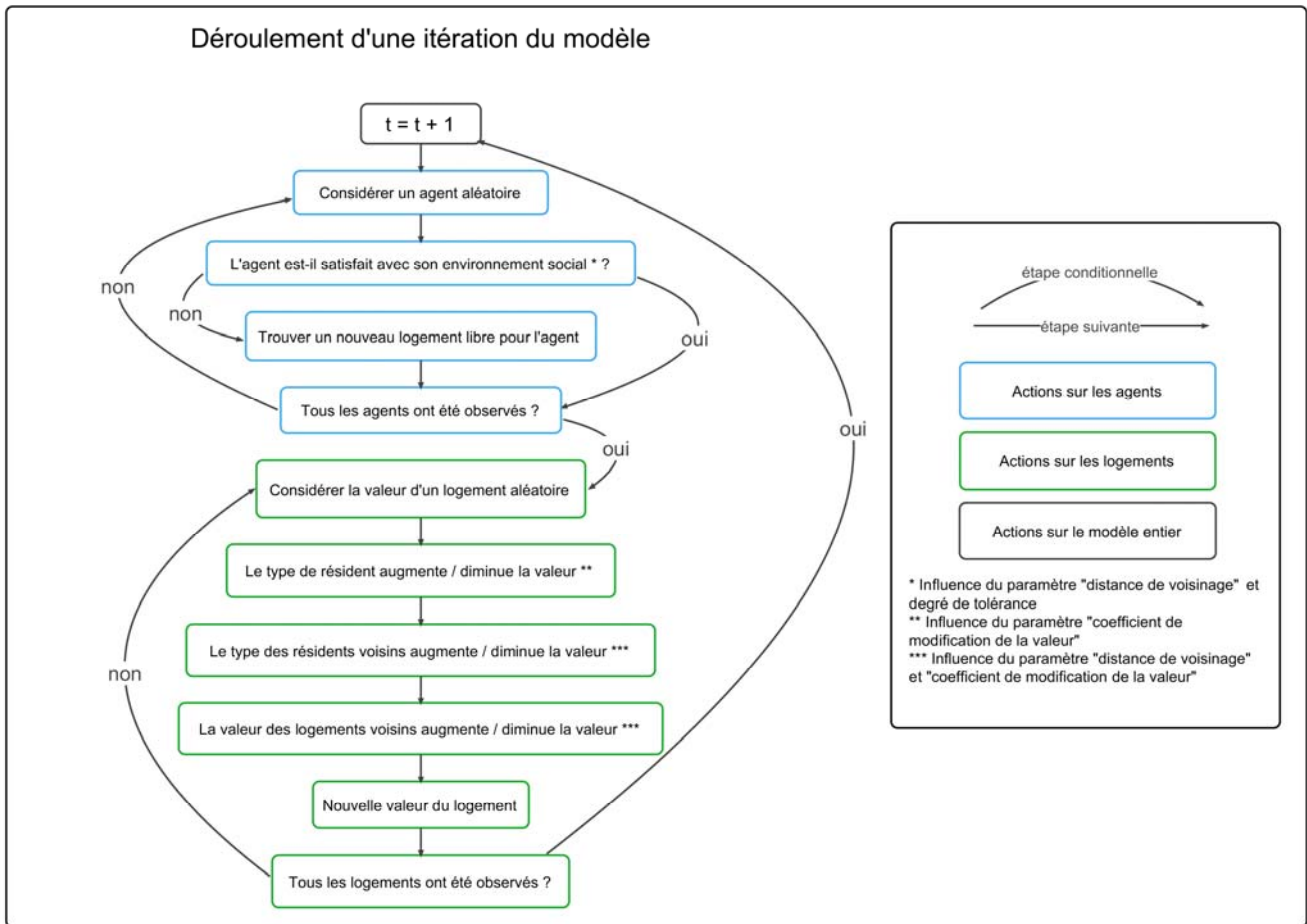 Déroulement d'une itération du modèle
t = t + 1
Considérer un agent aléatoire
L'agent est-il satisfait avec son environnement social * ?
non
non
Trouver un nouveau logement libre pour l'agent
oui
Tous les agents ont été observés ?
oui
oui
Considérer la valeur d'un logement aléatoire
Le type de résident augmente / diminue la valeur **
Le type des résidents voisins augmente / diminue la valeur ***
non
La valeur des logements voisins augmente / diminue la valeur ***
Nouvelle valeur du logement
Tous les logements ont été observés ?
étape conditionnelle
étape suivante
Actions sur les agents
Actions sur les logements
Actions sur le modèle entier
* Influence du paramètre "distance de voisinage" et
degré de tolérance
** Influence du paramètre "coefficient de
modification de la valeur"
*** Influence du paramètre "distance de voisinage"
et "coefficient de modification de la valeur"